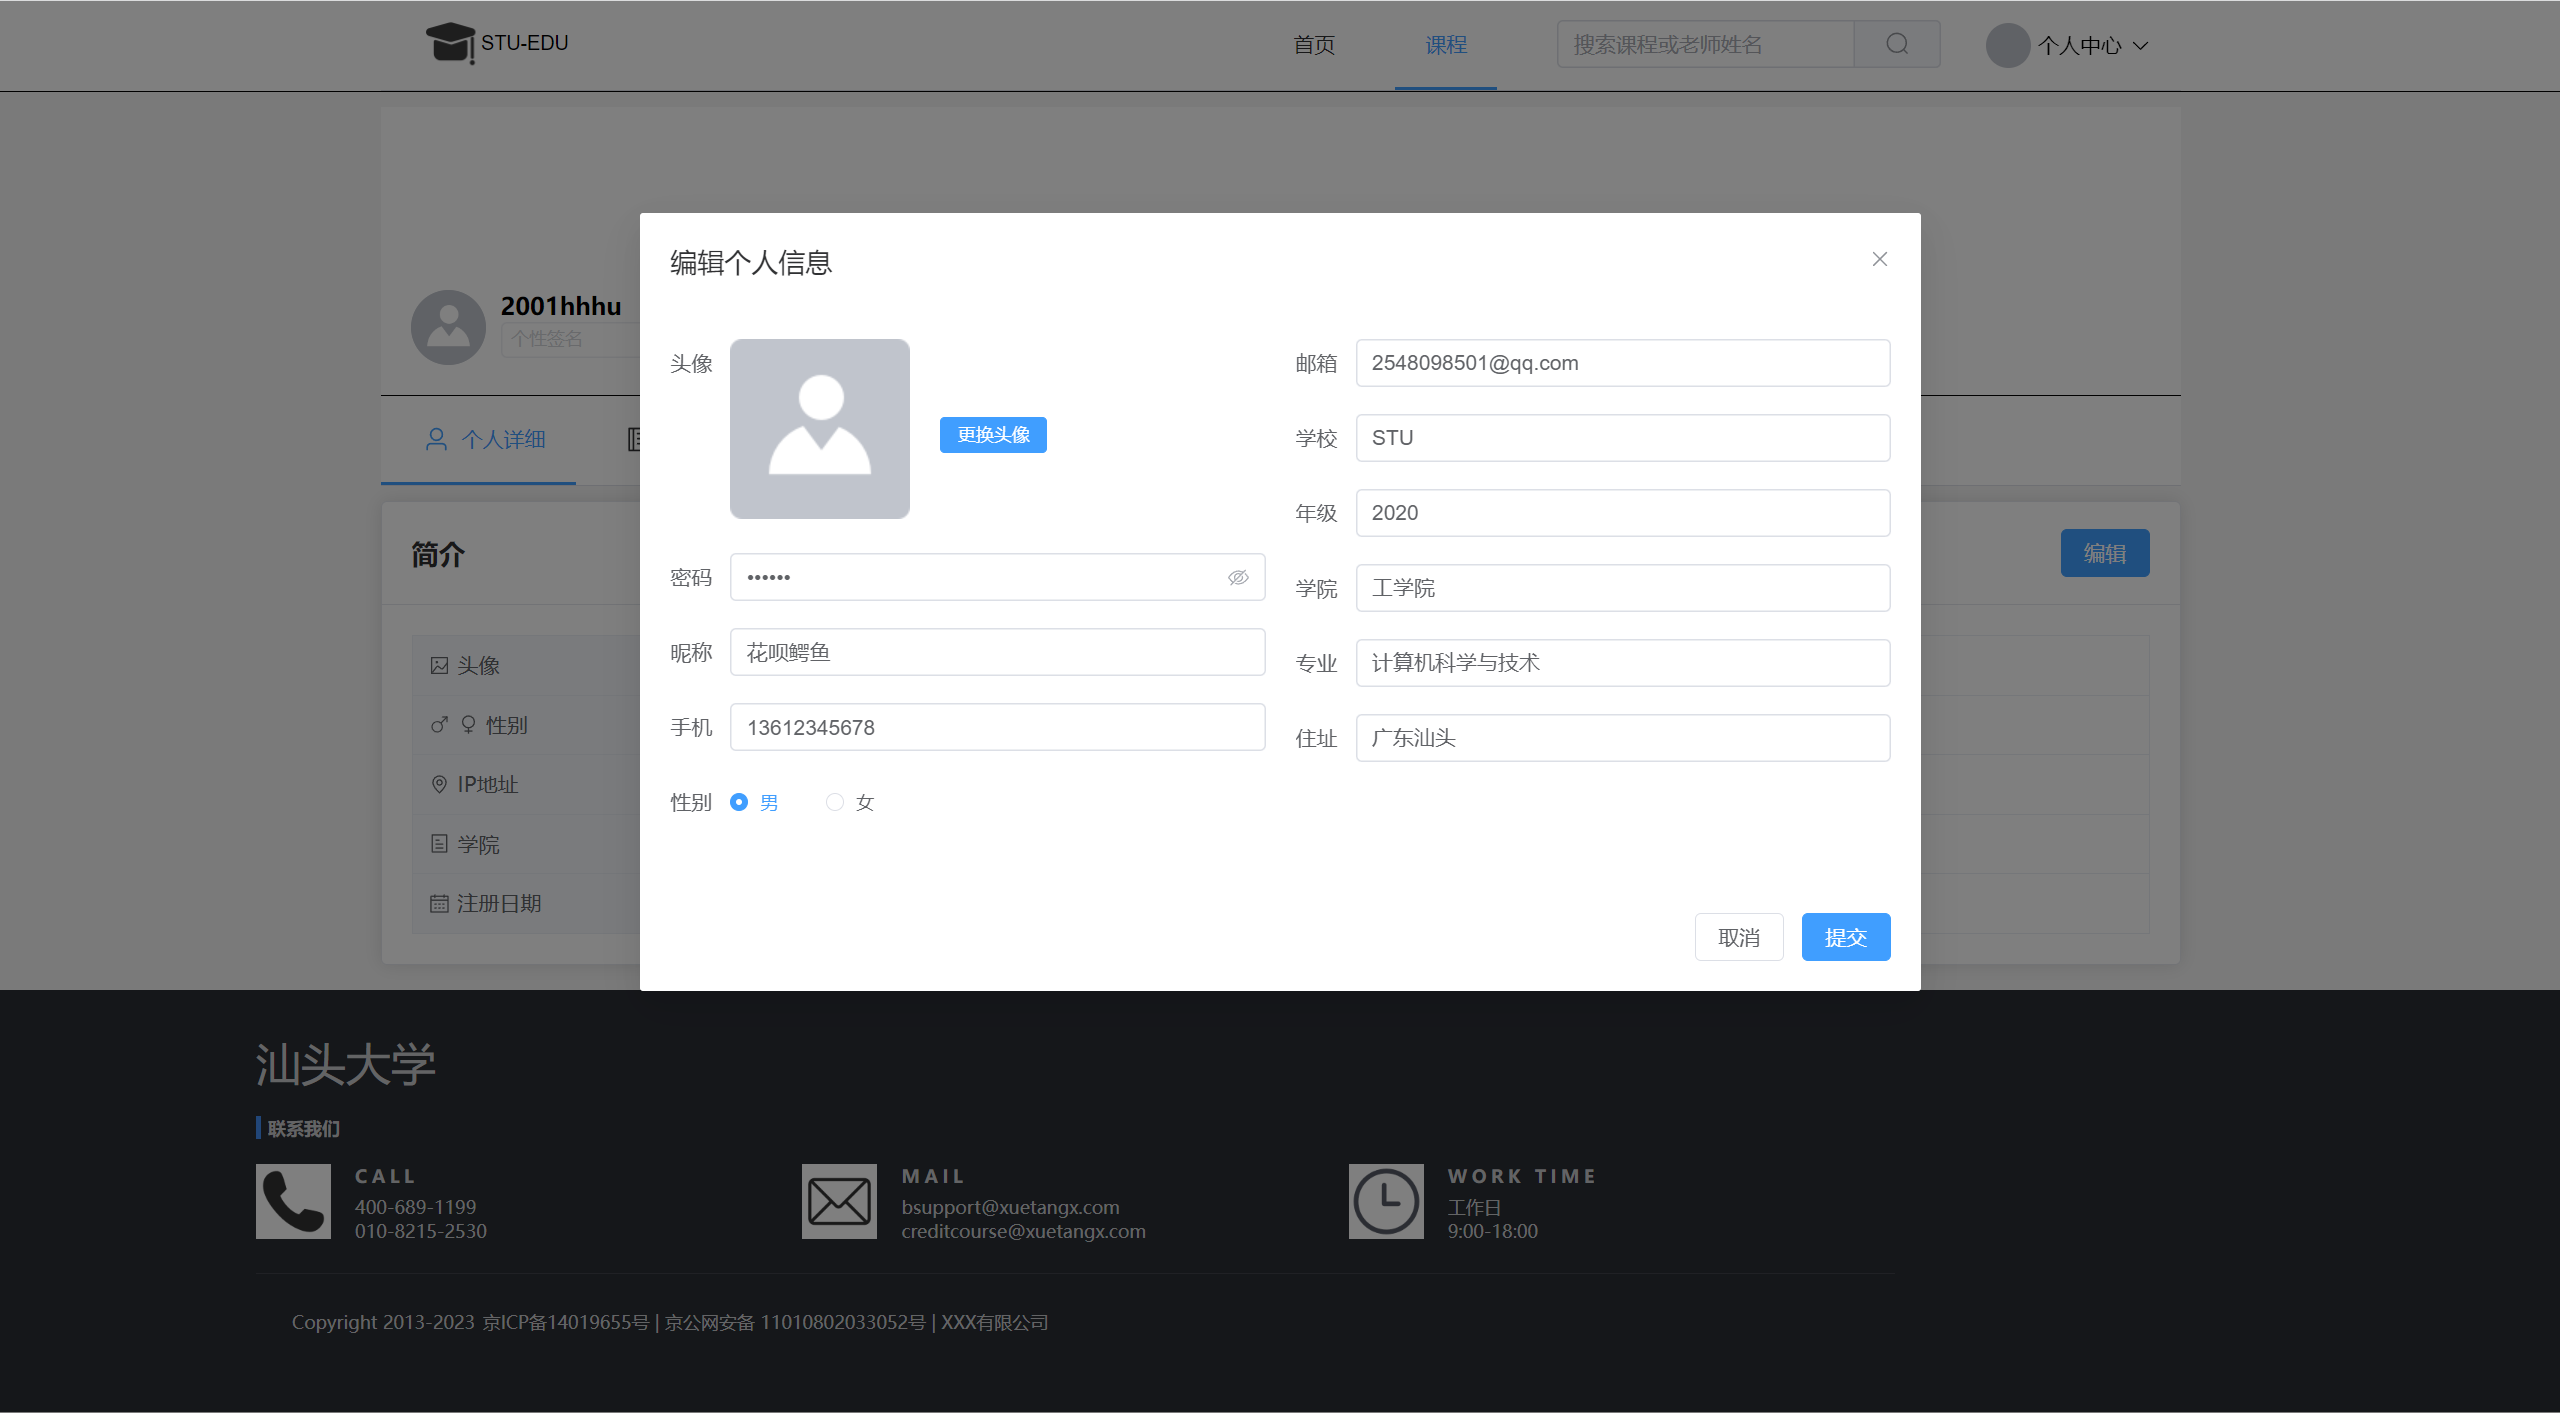 STU-EDU
首页
课程
搜索课程或老师姓名
个人中心
2001hhhu
个性签名
个人详细
简介
编辑
头像
性别
IP地址
学院
注册日期
编辑个人信息
头像
更换头像
密码 ••••••
昵称 花呗鳄鱼
手机 13612345678
性别 男 女
邮箱 2548098501@qq.com
学校 STU
年级 2020
学院 工学院
专业 计算机科学与技术
住址 广东汕头
取消 提交
汕头大学
联系我们
CALL
400-689-1199
010-8215-2530
MAIL
bsupport@xuetangx.com
creditcourse@xuetangx.com
WORK TIME
工作日
9:00-18:00
Copyright 2013-2023 京ICP备14019655号 | 京公网安备 11010802033052号 | XXX有限公司